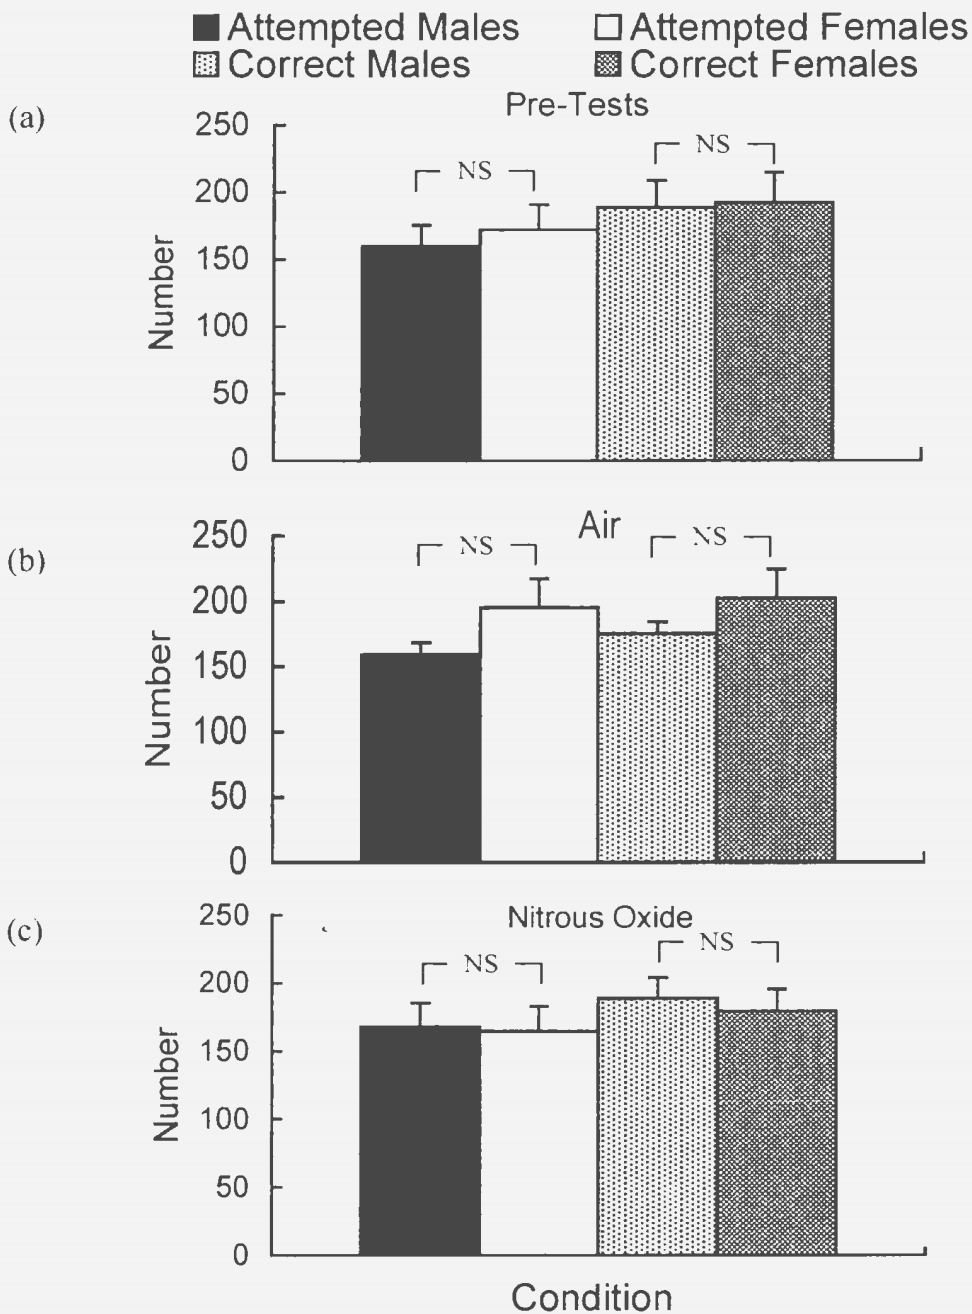 Attempted Males Attempted Females
Correct Males Correct Females
(a)
Pre-Tests
250
200
150
100
50
0
Number
NS NS
(b)
Air
250
200
150
100
50
0
Number
NS NS
(c)
Nitrous Oxide
250
200
150
100
50
0
Number
NS NS
Condition